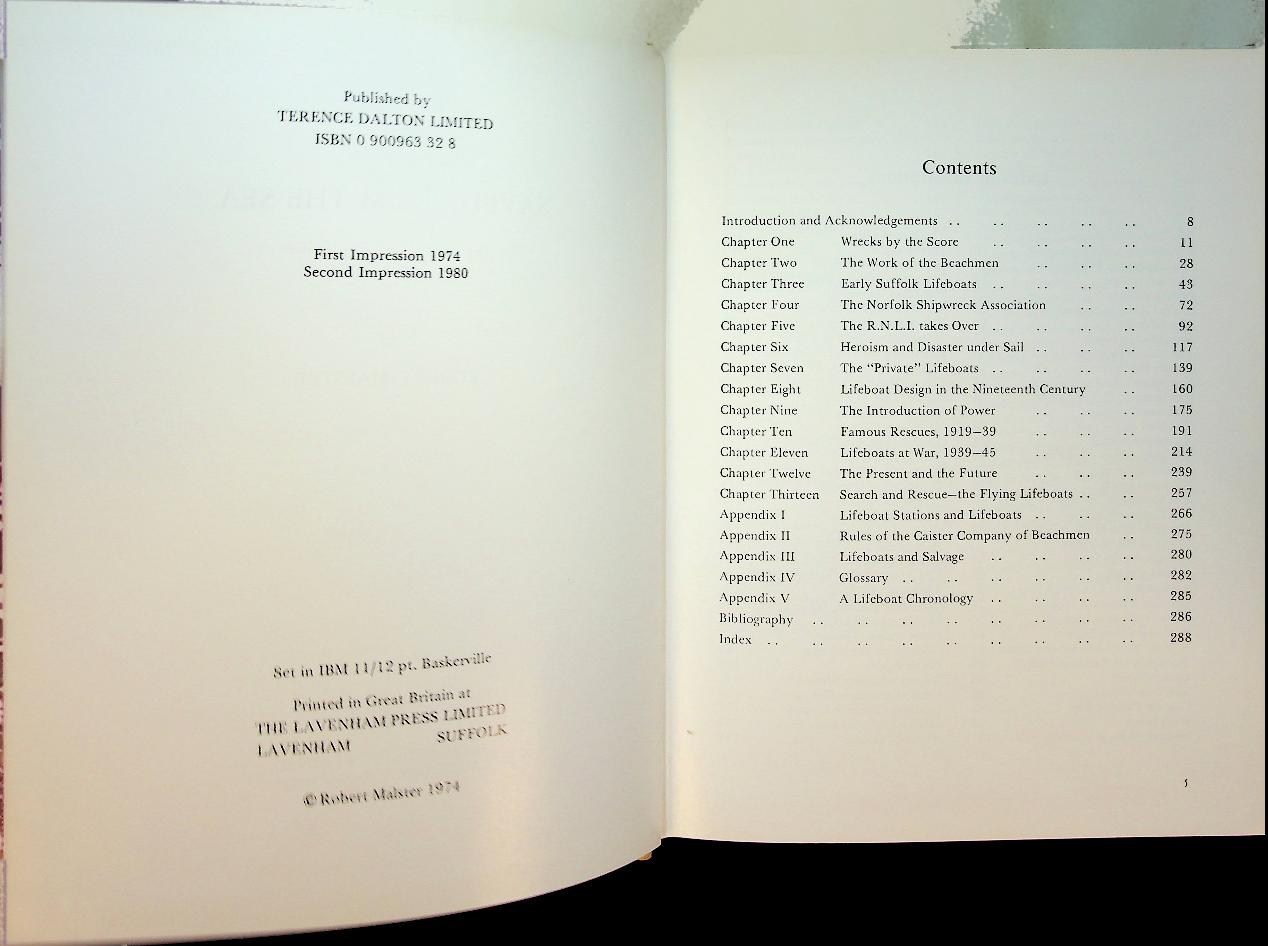 Published by
TERENCE DALTON LIMITED
ISBN 0 900963 32 8
First Impression 1974
Second Impression 1980
Set in IBM 11/12 pt. Baskerville
Printed in Great Britain at
THE LAVENHAM PRESS LIMITED
LAVENHAM SUFFOLK
© Robert Malster 1974
Contents
Introduction and Acknowledgements .. .. .. .. .. 8
Chapter One Wrecks by the Score .. .. .. .. 11
Chapter Two The Work of the Beachmen .. .. .. 28
Chapter Three Early Suffolk Lifeboats .. .. .. .. 43
Chapter Four The Norfolk Shipwreck Association .. .. 72
Chapter Five The R.N.L.I. takes Over .. .. .. .. 92
Chapter Six Heroism and Disaster under Sail .. .. .. 117
Chapter Seven The “Private” Lifeboats .. .. .. .. 139
Chapter Eight Lifeboat Design in the Nineteenth Century .. 160
Chapter Nine The Introduction of Power .. .. .. 175
Chapter Ten Famous Rescues, 1919–39 .. .. .. 191
Chapter Eleven Lifeboats at War, 1939–45 .. .. .. 214
Chapter Twelve The Present and the Future .. .. .. 239
Chapter Thirteen Search and Rescue—the Flying Lifeboats .. .. 257
Appendix I Lifeboat Stations and Lifeboats .. .. .. 266
Appendix II Rules of the Caister Company of Beachmen .. 275
Appendix III Lifeboats and Salvage .. .. .. .. 280
Appendix IV Glossary .. .. .. .. .. .. 282
Appendix V A Lifeboat Chronology .. .. .. .. 285
Bibliography .. .. .. .. .. .. .. .. 286
Index .. .. .. .. .. .. .. .. .. 288
5